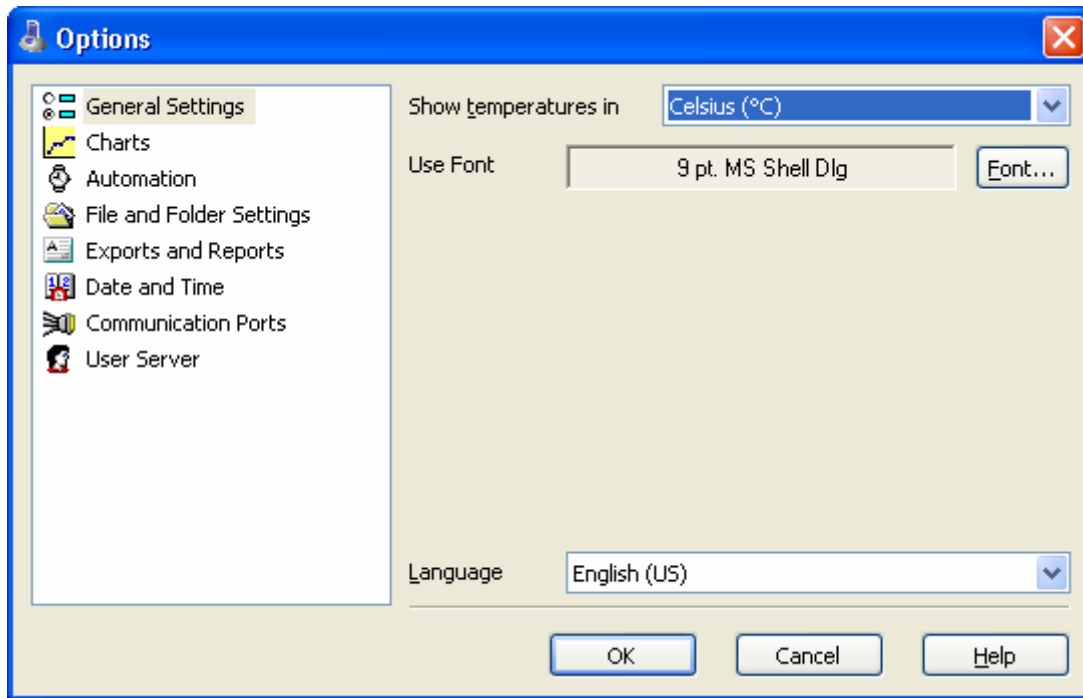 Options
General Settings
Charts
Automation
File and Folder Settings
Exports and Reports
Date and Time
Communication Ports
User Server
Show temperatures in Celsius (°C)
Use Font 9 pt. MS Shell Dlg Font...
Language English (US)
OK Cancel Help